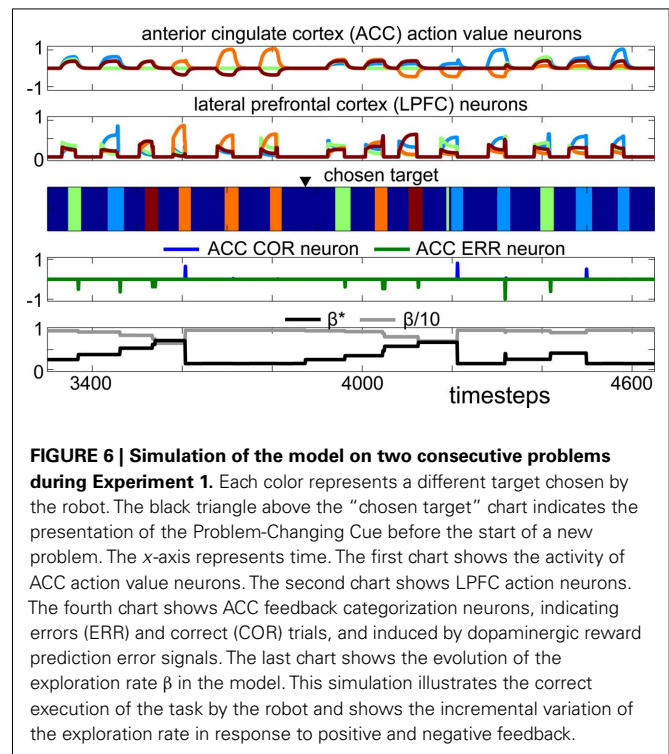 anterior cingulate cortex (ACC) action value neurons
1
-1
lateral prefrontal cortex (LPFC) neurons
1
0
chosen target
ACC COR neuron ACC ERR neuron
1
-1
β* β/10
1
0
3400 4000 4600
timesteps
FIGURE 6 | Simulation of the model on two consecutive problems
during Experiment 1. Each color represents a different target chosen by
the robot. The black triangle above the “chosen target” chart indicates the
presentation of the Problem-Changing Cue before the start of a new
problem. The x-axis represents time. The first chart shows the activity of
ACC action value neurons. The second chart shows LPFC action neurons.
The fourth chart shows ACC feedback categorization neurons, indicating
errors (ERR) and correct (COR) trials, and induced by dopaminergic reward
prediction error signals. The last chart shows the evolution of the
exploration rate β in the model. This simulation illustrates the correct
execution of the task by the robot and shows the incremental variation of
the exploration rate in response to positive and negative feedback.